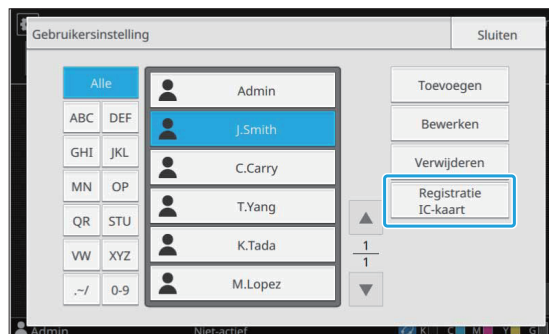 Gebruikersinstelling
Sluiten
Alle
ABC DEF
GHI JKL
MN OP
QR STU
VW XYZ
.~/ 0-9
Admin
J.Smith
C.Carry
T.Yang
K.Tada
M.Lopez
1
1
Toevoegen
Bewerken
Verwijderen
Registratie
IC-kaart
Admin Niet-actief K C M Y G